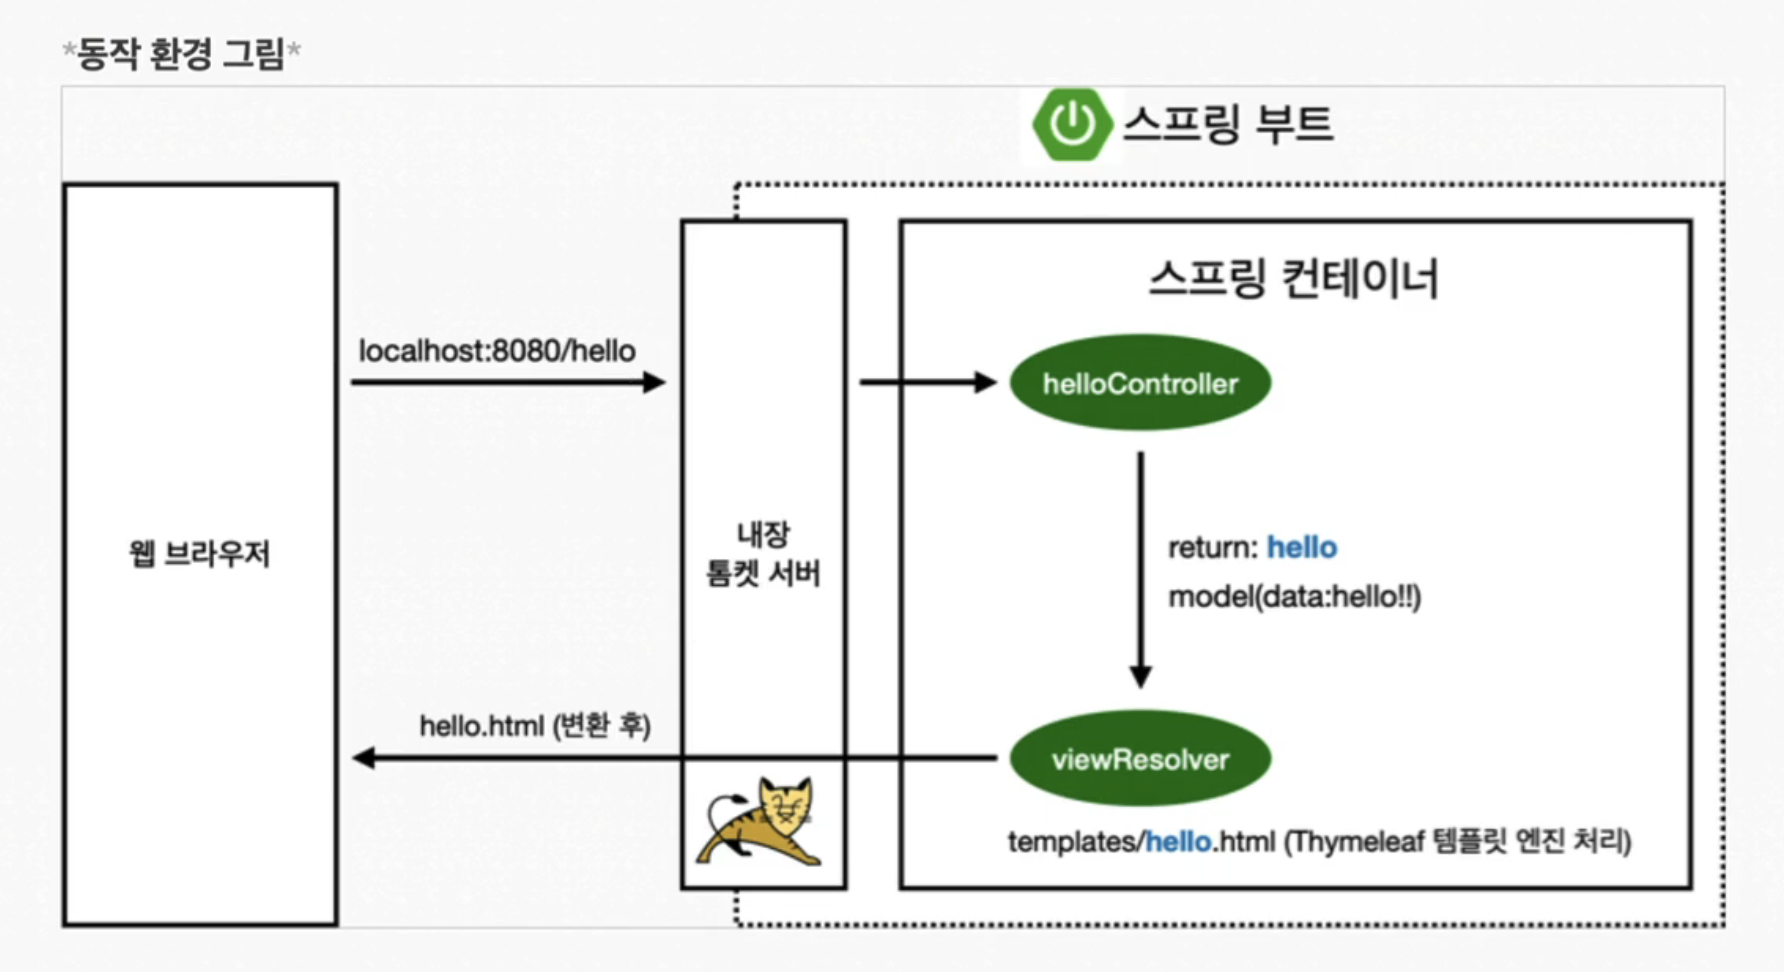 *동작 환경 그림*
스프링 부트
스프링 컨테이너
localhost:8080/hello
helloController
웹 브라우저
내장
톰켓 서버
return: hello
model(data:hello!!)
hello.html (변환 후)
viewResolver
templates/hello.html (Thymeleaf 템플릿 엔진 처리)